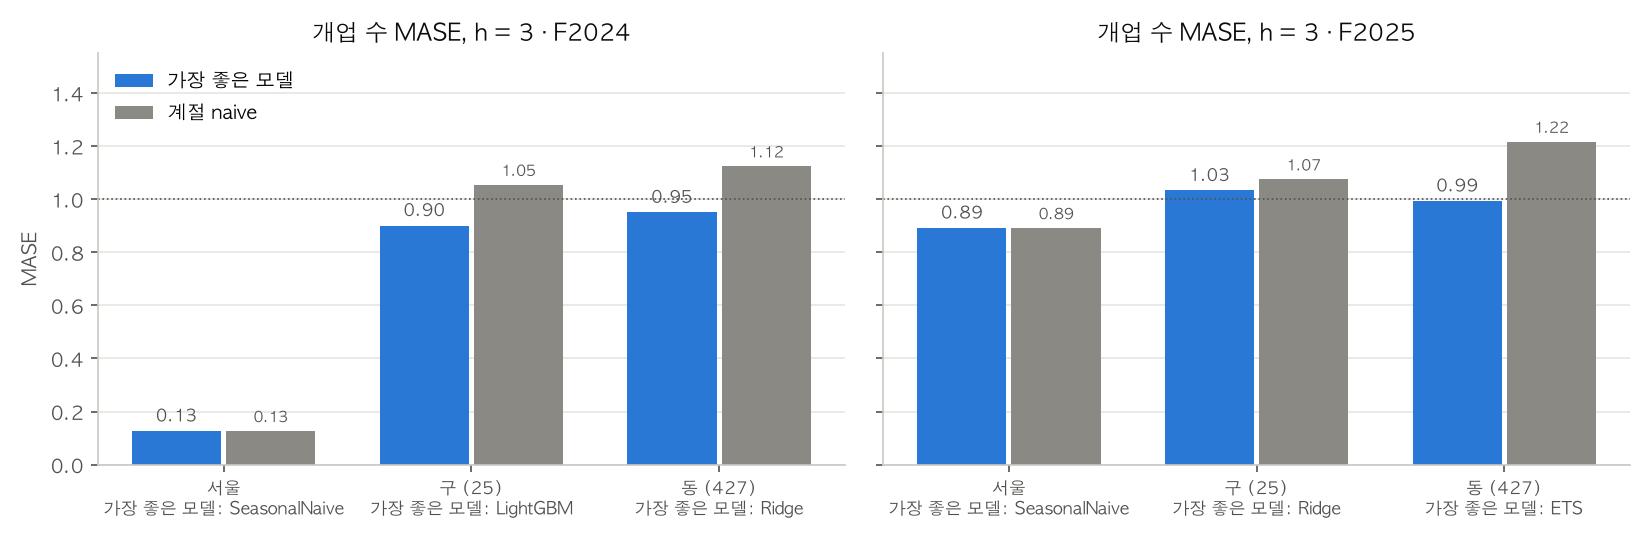 개업 수 MASE, h = 3 · F2024
가장 좋은 모델
계절 naive
MASE
1.4
1.2
1.0
0.8
0.6
0.4
0.2
0.0
0.13
0.13
0.90
1.05
0.95
1.12
서울
가장 좋은 모델: SeasonalNaive
구 (25)
가장 좋은 모델: LightGBM
동 (427)
가장 좋은 모델: Ridge
개업 수 MASE, h = 3 · F2025
0.89
0.89
1.03
1.07
0.99
1.22
서울
가장 좋은 모델: SeasonalNaive
구 (25)
가장 좋은 모델: Ridge
동 (427)
가장 좋은 모델: ETS